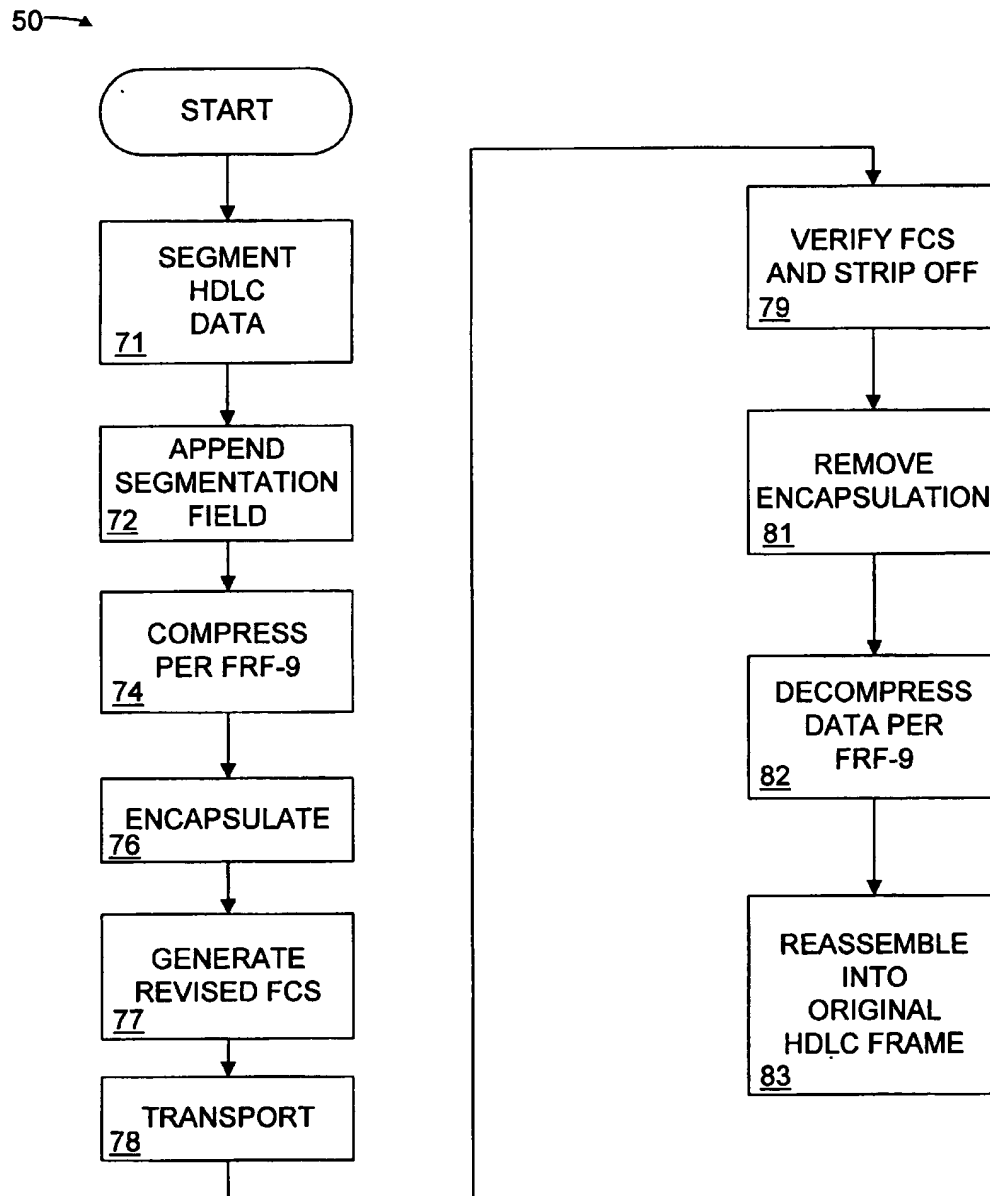 50
START
SEGMENT
HDLC
DATA
71
APPEND
SEGMENTATION
FIELD
72
COMPRESS
PER FRF-9
74
ENCAPSULATE
76
GENERATE
REVISED FCS
77
TRANSPORT
78
VERIFY FCS
AND STRIP OFF
79
REMOVE
ENCAPSULATION
81
DECOMPRESS
DATA PER
FRF-9
82
REASSEMBLE
INTO
ORIGINAL
HDLC FRAME
83